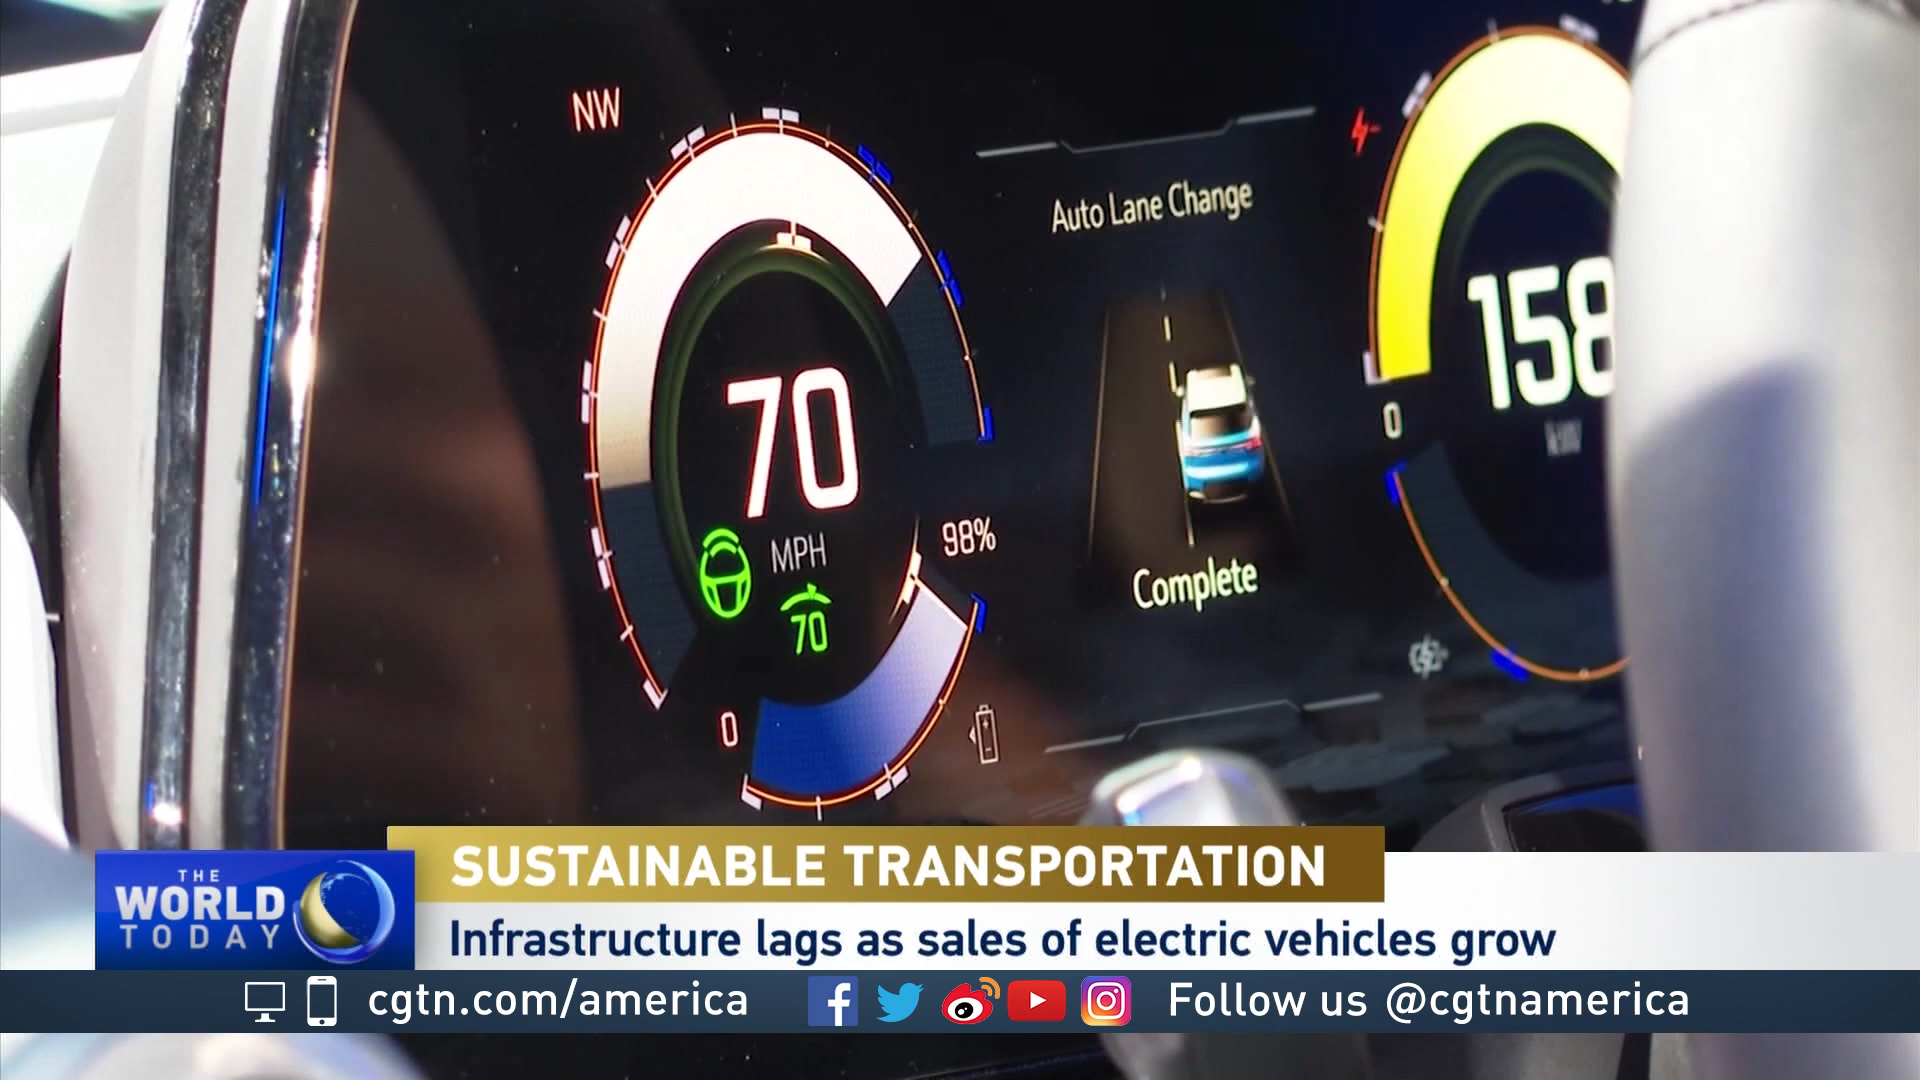 NW
Auto Lane Change
158
0
70
MPH
98%
70
Complete
0
SUSTAINABLE TRANSPORTATION
THE
WORLD
TODAY
Infrastructure lags as sales of electric vehicles grow
cgtn.com/america
Follow us @cgtnamerica